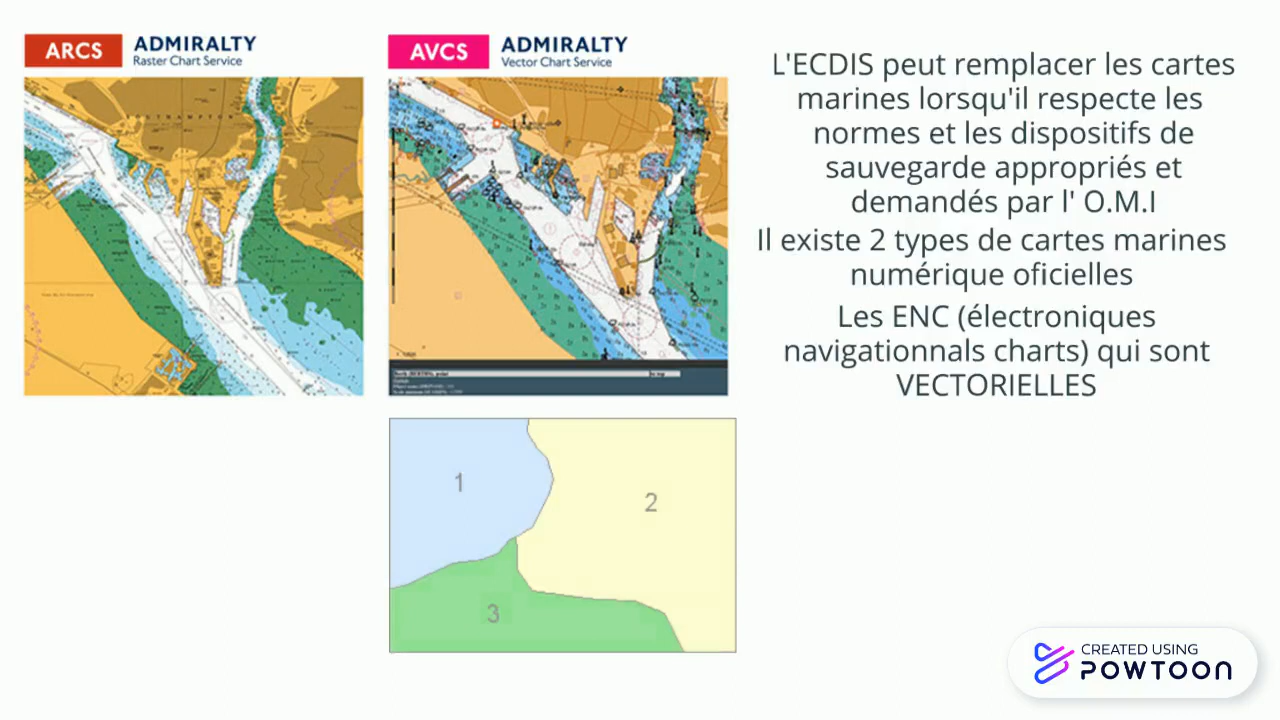 ARCS
ADMIRALTY
Raster Chart Service
AVCS
ADMIRALTY
Vector Chart Service
L'ECDIS peut remplacer les cartes
marines lorsqu'il respecte les
normes et les dispositifs de
sauvegarde appropriés et
demandés par l' O.M.I
Il existe 2 types de cartes marines
numérique oficielles
Les ENC (électroniques
navigationnals charts) qui sont
VECTORIELLES
1
2
3
CREATED USING
POWTOON